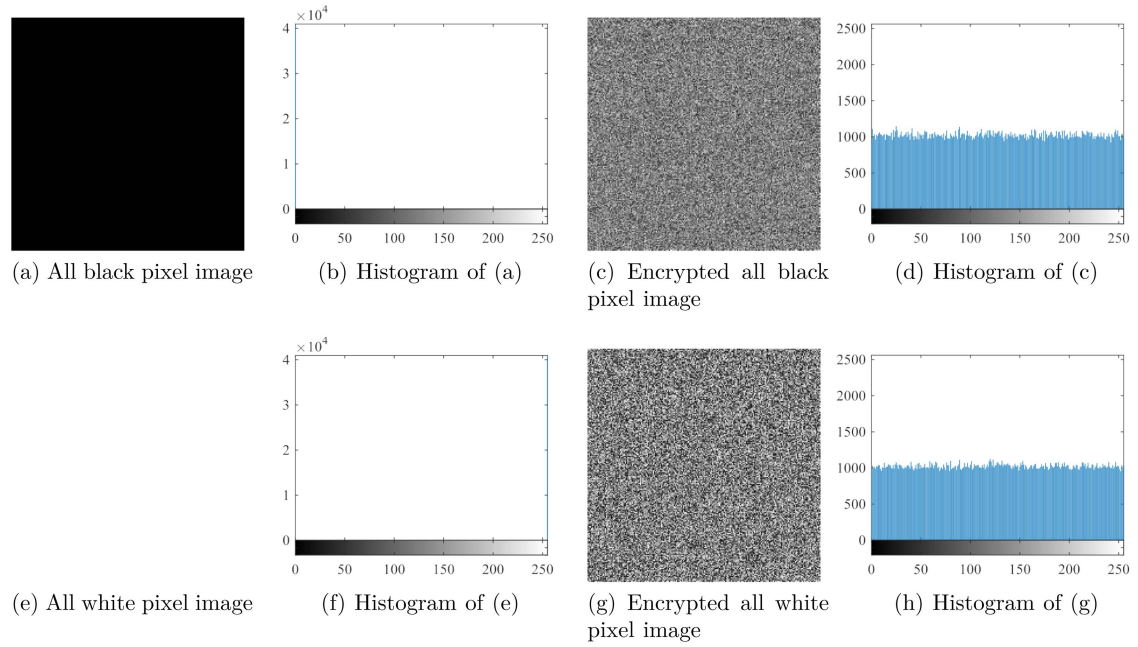 ×10⁴
4
3
2
1
0
0 50 100 150 200 250
2500
2000
1500
1000
500
0
0 50 100 150 200 250
(a) All black pixel image
(b) Histogram of (a)
(c) Encrypted all black
pixel image
(d) Histogram of (c)
×10⁴
4
3
2
1
0
0 50 100 150 200 250
2500
2000
1500
1000
500
0
0 50 100 150 200 250
(e) All white pixel image
(f) Histogram of (e)
(g) Encrypted all white
pixel image
(h) Histogram of (g)